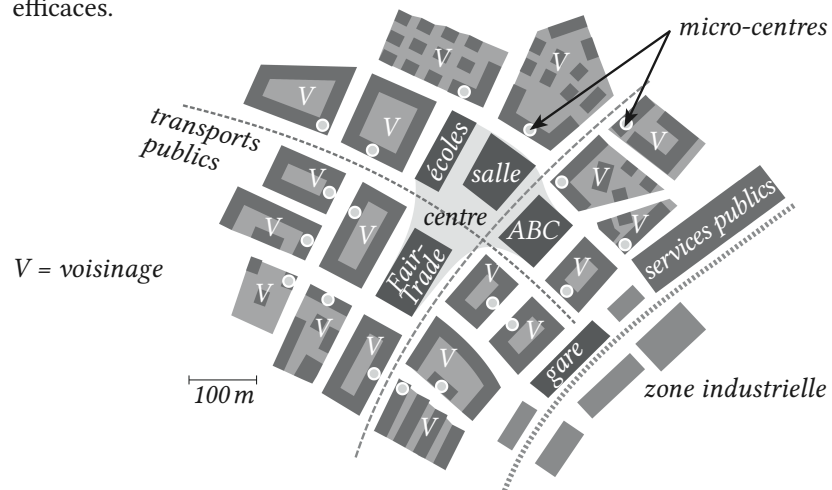 efficaces.
micro-centres
V
V
V
V
V
V
transports
publics
écoles
salle
V
V
V
centre
ABC
V
V
services publics
Fair-
Trade
V = voisinage
V
V
V
V
V
V
V
gare
100 m
zone industrielle
V